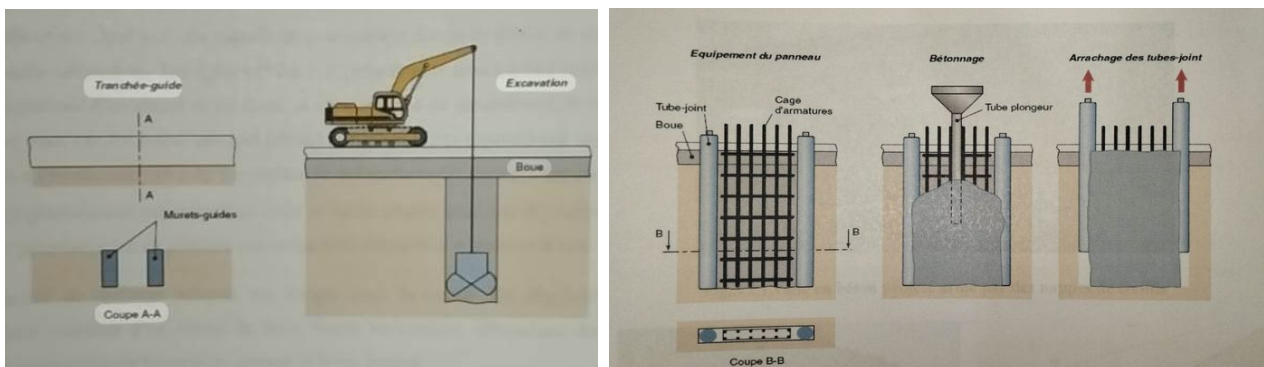 Tranchée-guide
A
A
Murets-guides
Coupe A-A
Excavation
Boue
Equipement du panneau
Tube-joint
Cage
d'armatures
Boue
B
B
Coupe B-B
Bétonnage
Tube plongeur
Arrachage des tubes-joint